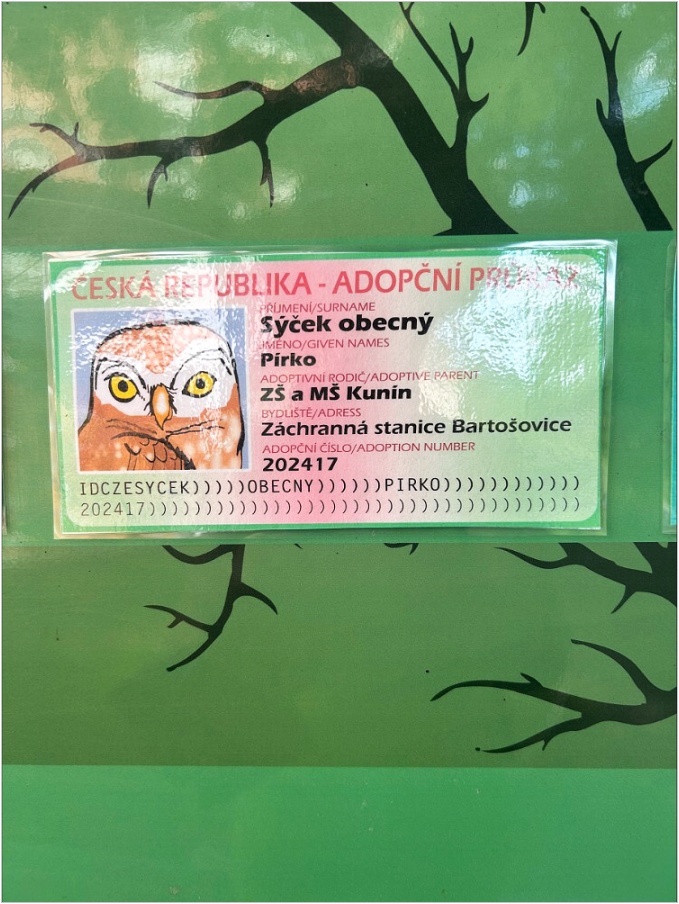 ČESKÁ REPUBLIKA - ADOPČNÍ PRŮKAZ
PŘÍJMENÍ/SURNAME
Sýček obecný
JMÉNO/GIVEN NAMES
Pírko
ADOPTIVNÍ RODIČ/ADOPTIVE PARENT
ZŠ a MŠ Kunín
BYDLIŠTĚ/ADRESS
Záchranná stanice Bartošovice
ADOPČNÍ ČÍSLO/ADOPTION NUMBER
202417
IDCZESYCEK)))))OBECNY))))))PIRKO))))))))))))
202417))))))))))))))))))))))))))))))))))))))